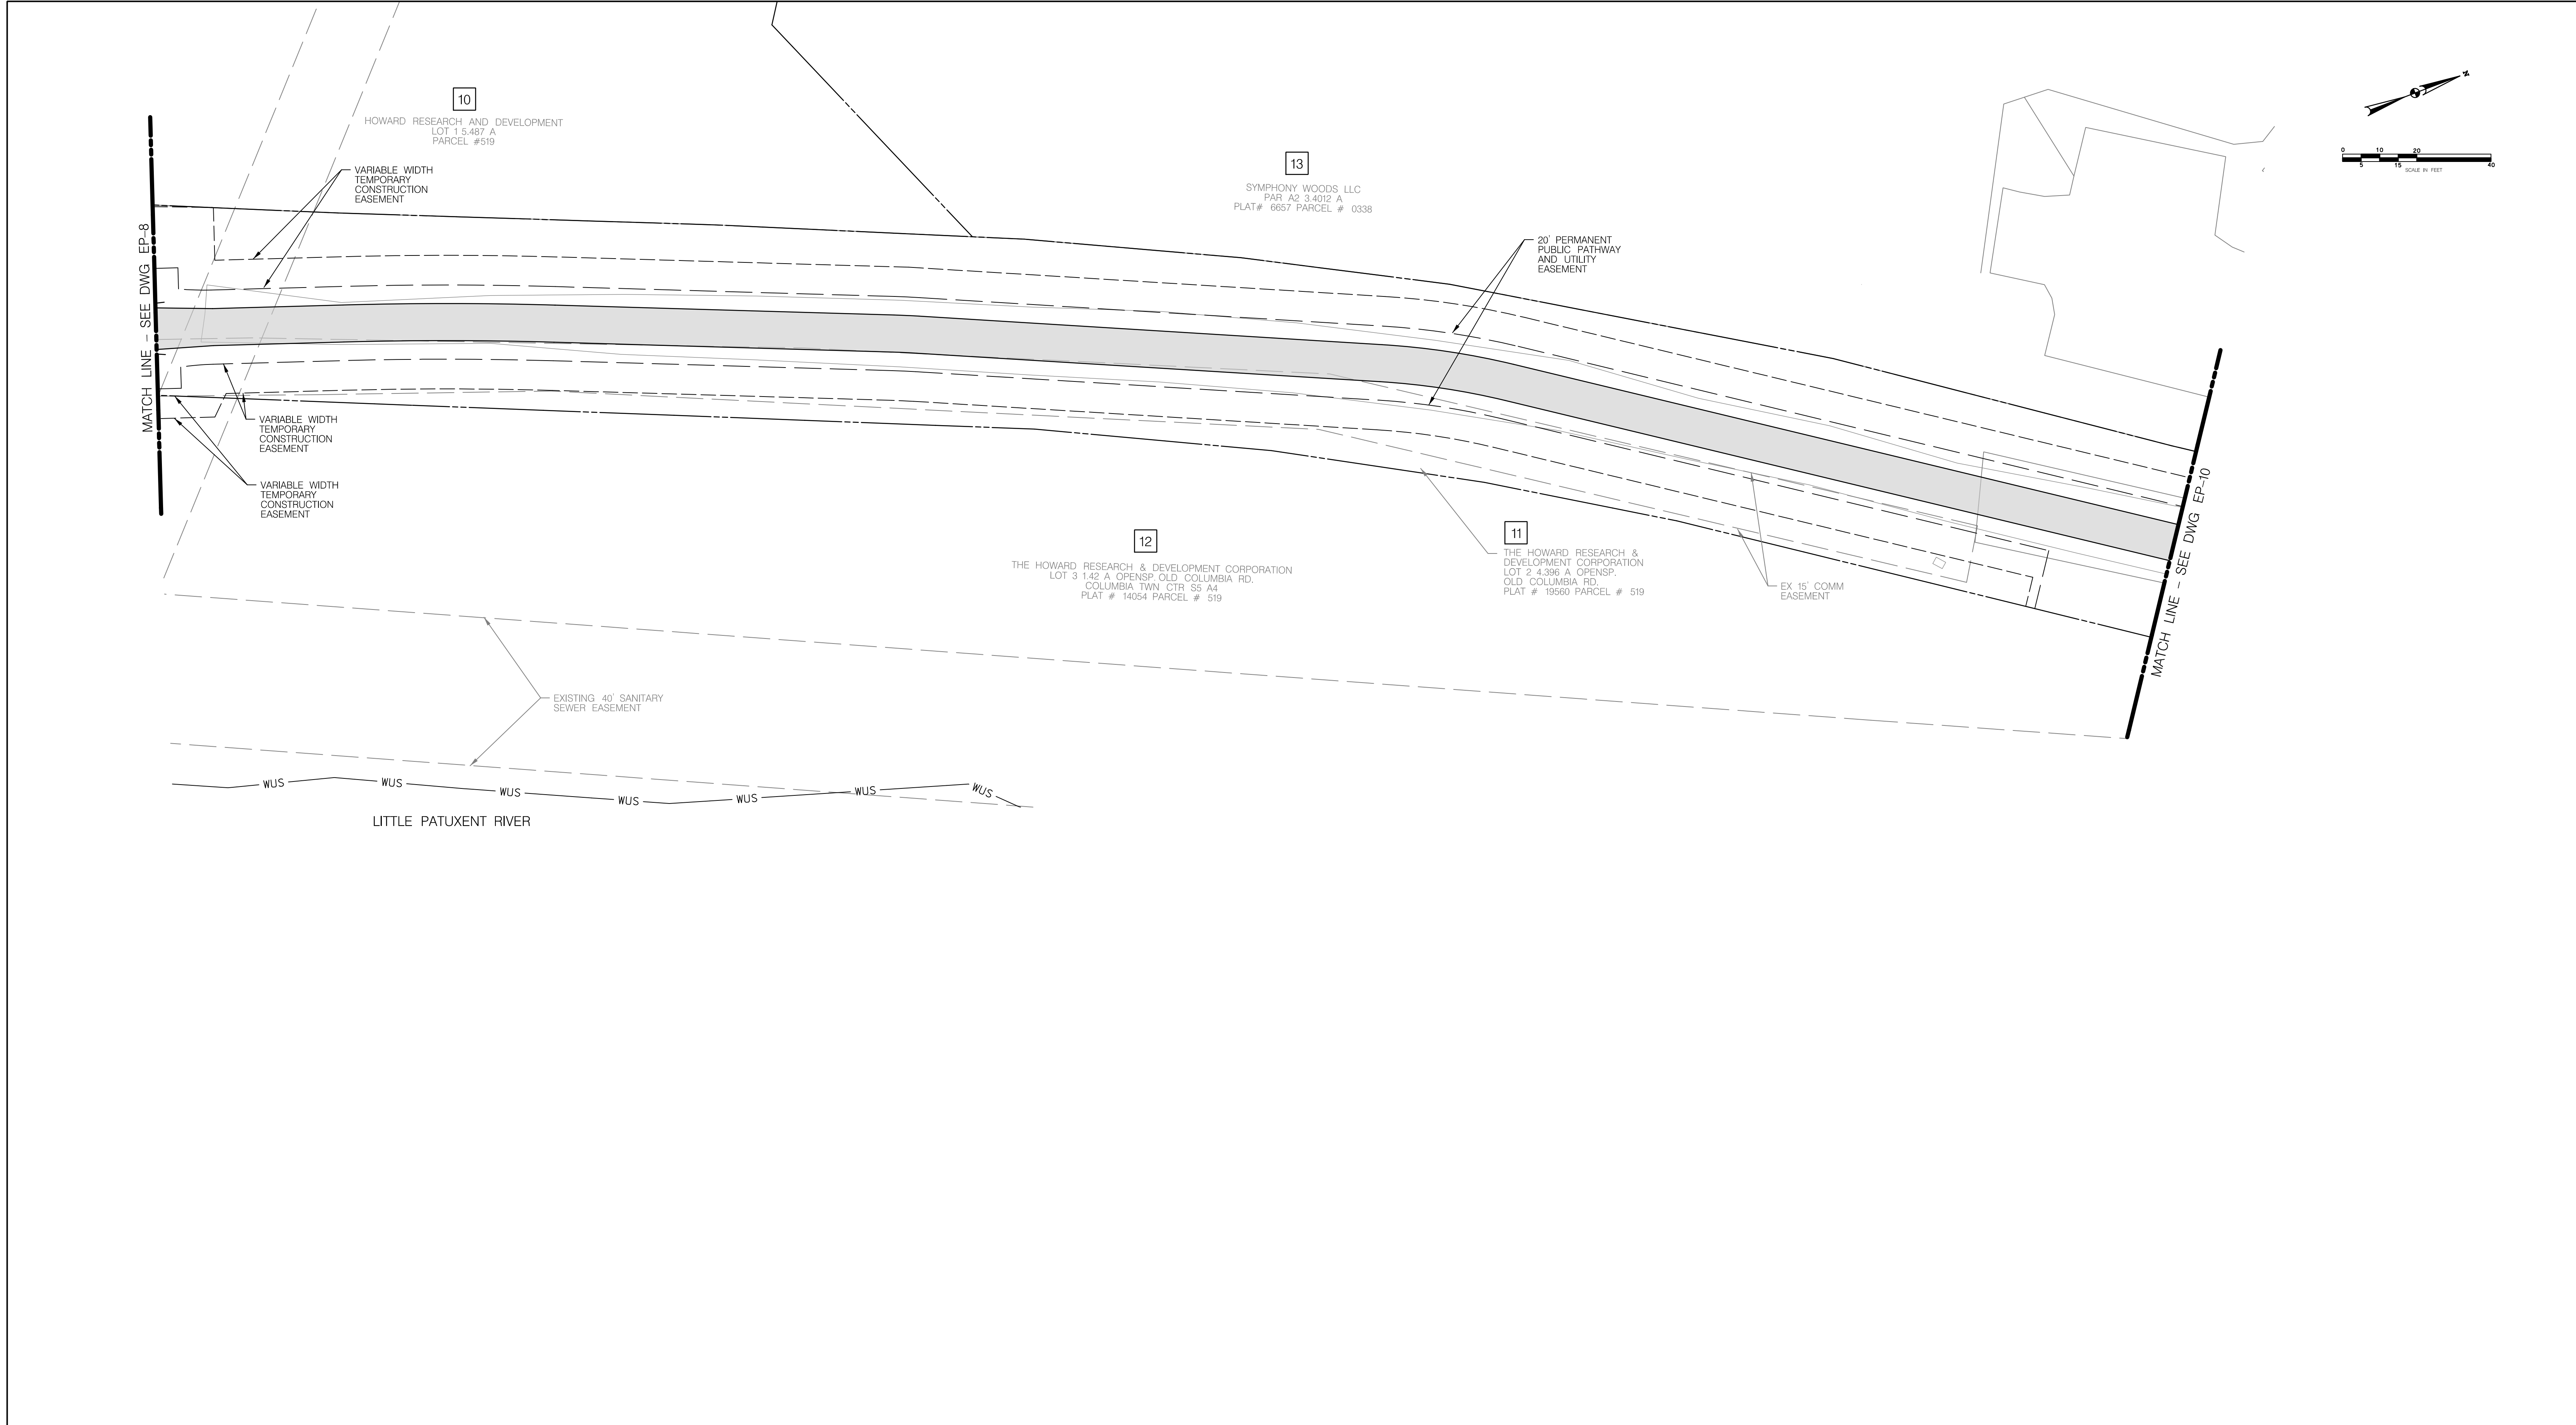 10
HOWARD RESEARCH AND DEVELOPMENT
LOT 1 5.487 A
PARCEL #519
VARIABLE WIDTH
TEMPORARY
CONSTRUCTION
EASEMENT
13
SYMPHONY WOODS LLC
PAR A2 3.4012 A
PLAT# 6657 PARCEL # 0338
20' PERMANENT
PUBLIC PATHWAY
AND UTILITY
EASEMENT
N
0 10 20
5 15 40
SCALE IN FEET
MATCH LINE - SEE DWG EP-8
VARIABLE WIDTH
TEMPORARY
CONSTRUCTION
EASEMENT
VARIABLE WIDTH
TEMPORARY
CONSTRUCTION
EASEMENT
12
THE HOWARD RESEARCH & DEVELOPMENT CORPORATION
LOT 3 1.42 A OPENSP. OLD COLUMBIA RD.
COLUMBIA TWN CTR S5 A4
PLAT # 14054 PARCEL # 519
11
THE HOWARD RESEARCH &
DEVELOPMENT CORPORATION
LOT 2 4.396 A OPENSP.
OLD COLUMBIA RD.
PLAT # 19560 PARCEL # 519
EX 15' COMM
EASEMENT
MATCH LINE - SEE DWG EP-10
EXISTING 40' SANITARY
SEWER EASEMENT
WUS WUS WUS WUS WUS WUS WUS
LITTLE PATUXENT RIVER